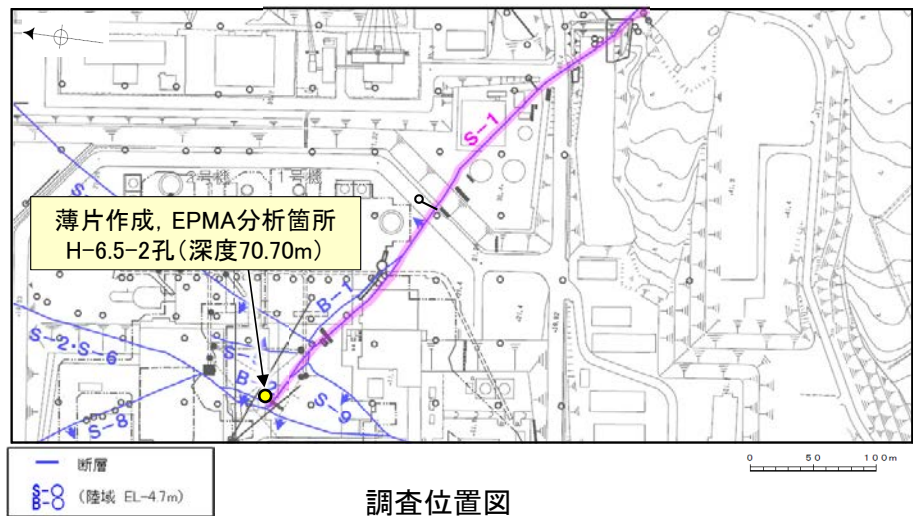 S-1
2号機
号機
薄片作成, EPMA分析箇所
H-6.5-2孔(深度70.70m)
B-1
S-2・S-6
B-2
S-9
S-8
断層
S-
B-
(陸域 EL-4.7m)
0 50 100m
調査位置図